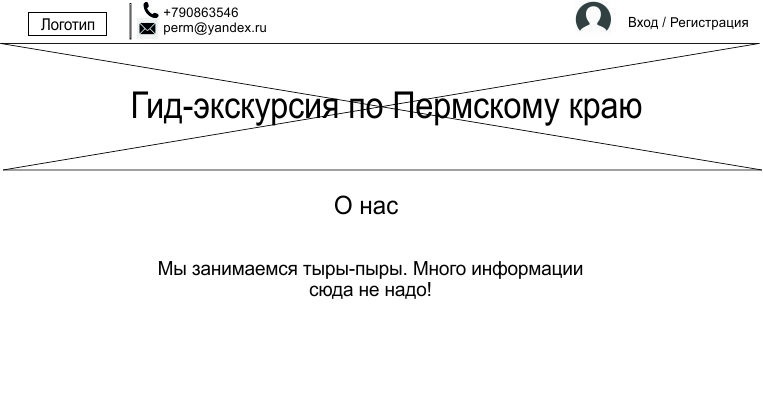 Логотип
+790863546
perm@yandex.ru
Вход / Регистрация
Гид-экскурсия по Пермскому краю
О нас
Мы занимаемся тыры-пыры. Много информации
сюда не надо!